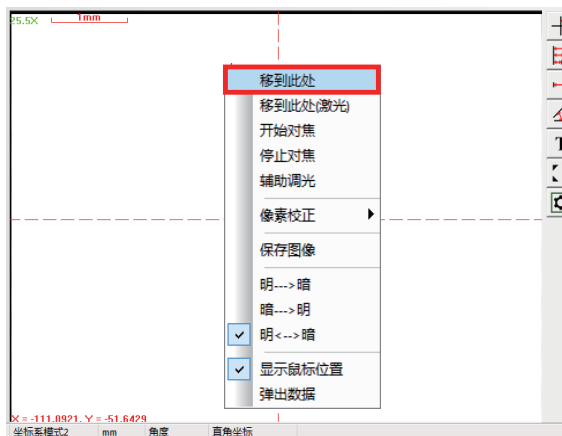 25.5X 1mm
移到此处
移到此处(激光)
开始对焦
停止对焦
辅助调光
像素校正
保存图像
明--->暗
暗--->明
明<-->暗
显示鼠标位置
弹出数据
X = -111.0921, Y = -51.6429
坐标系模式2 mm 角度 直角坐标